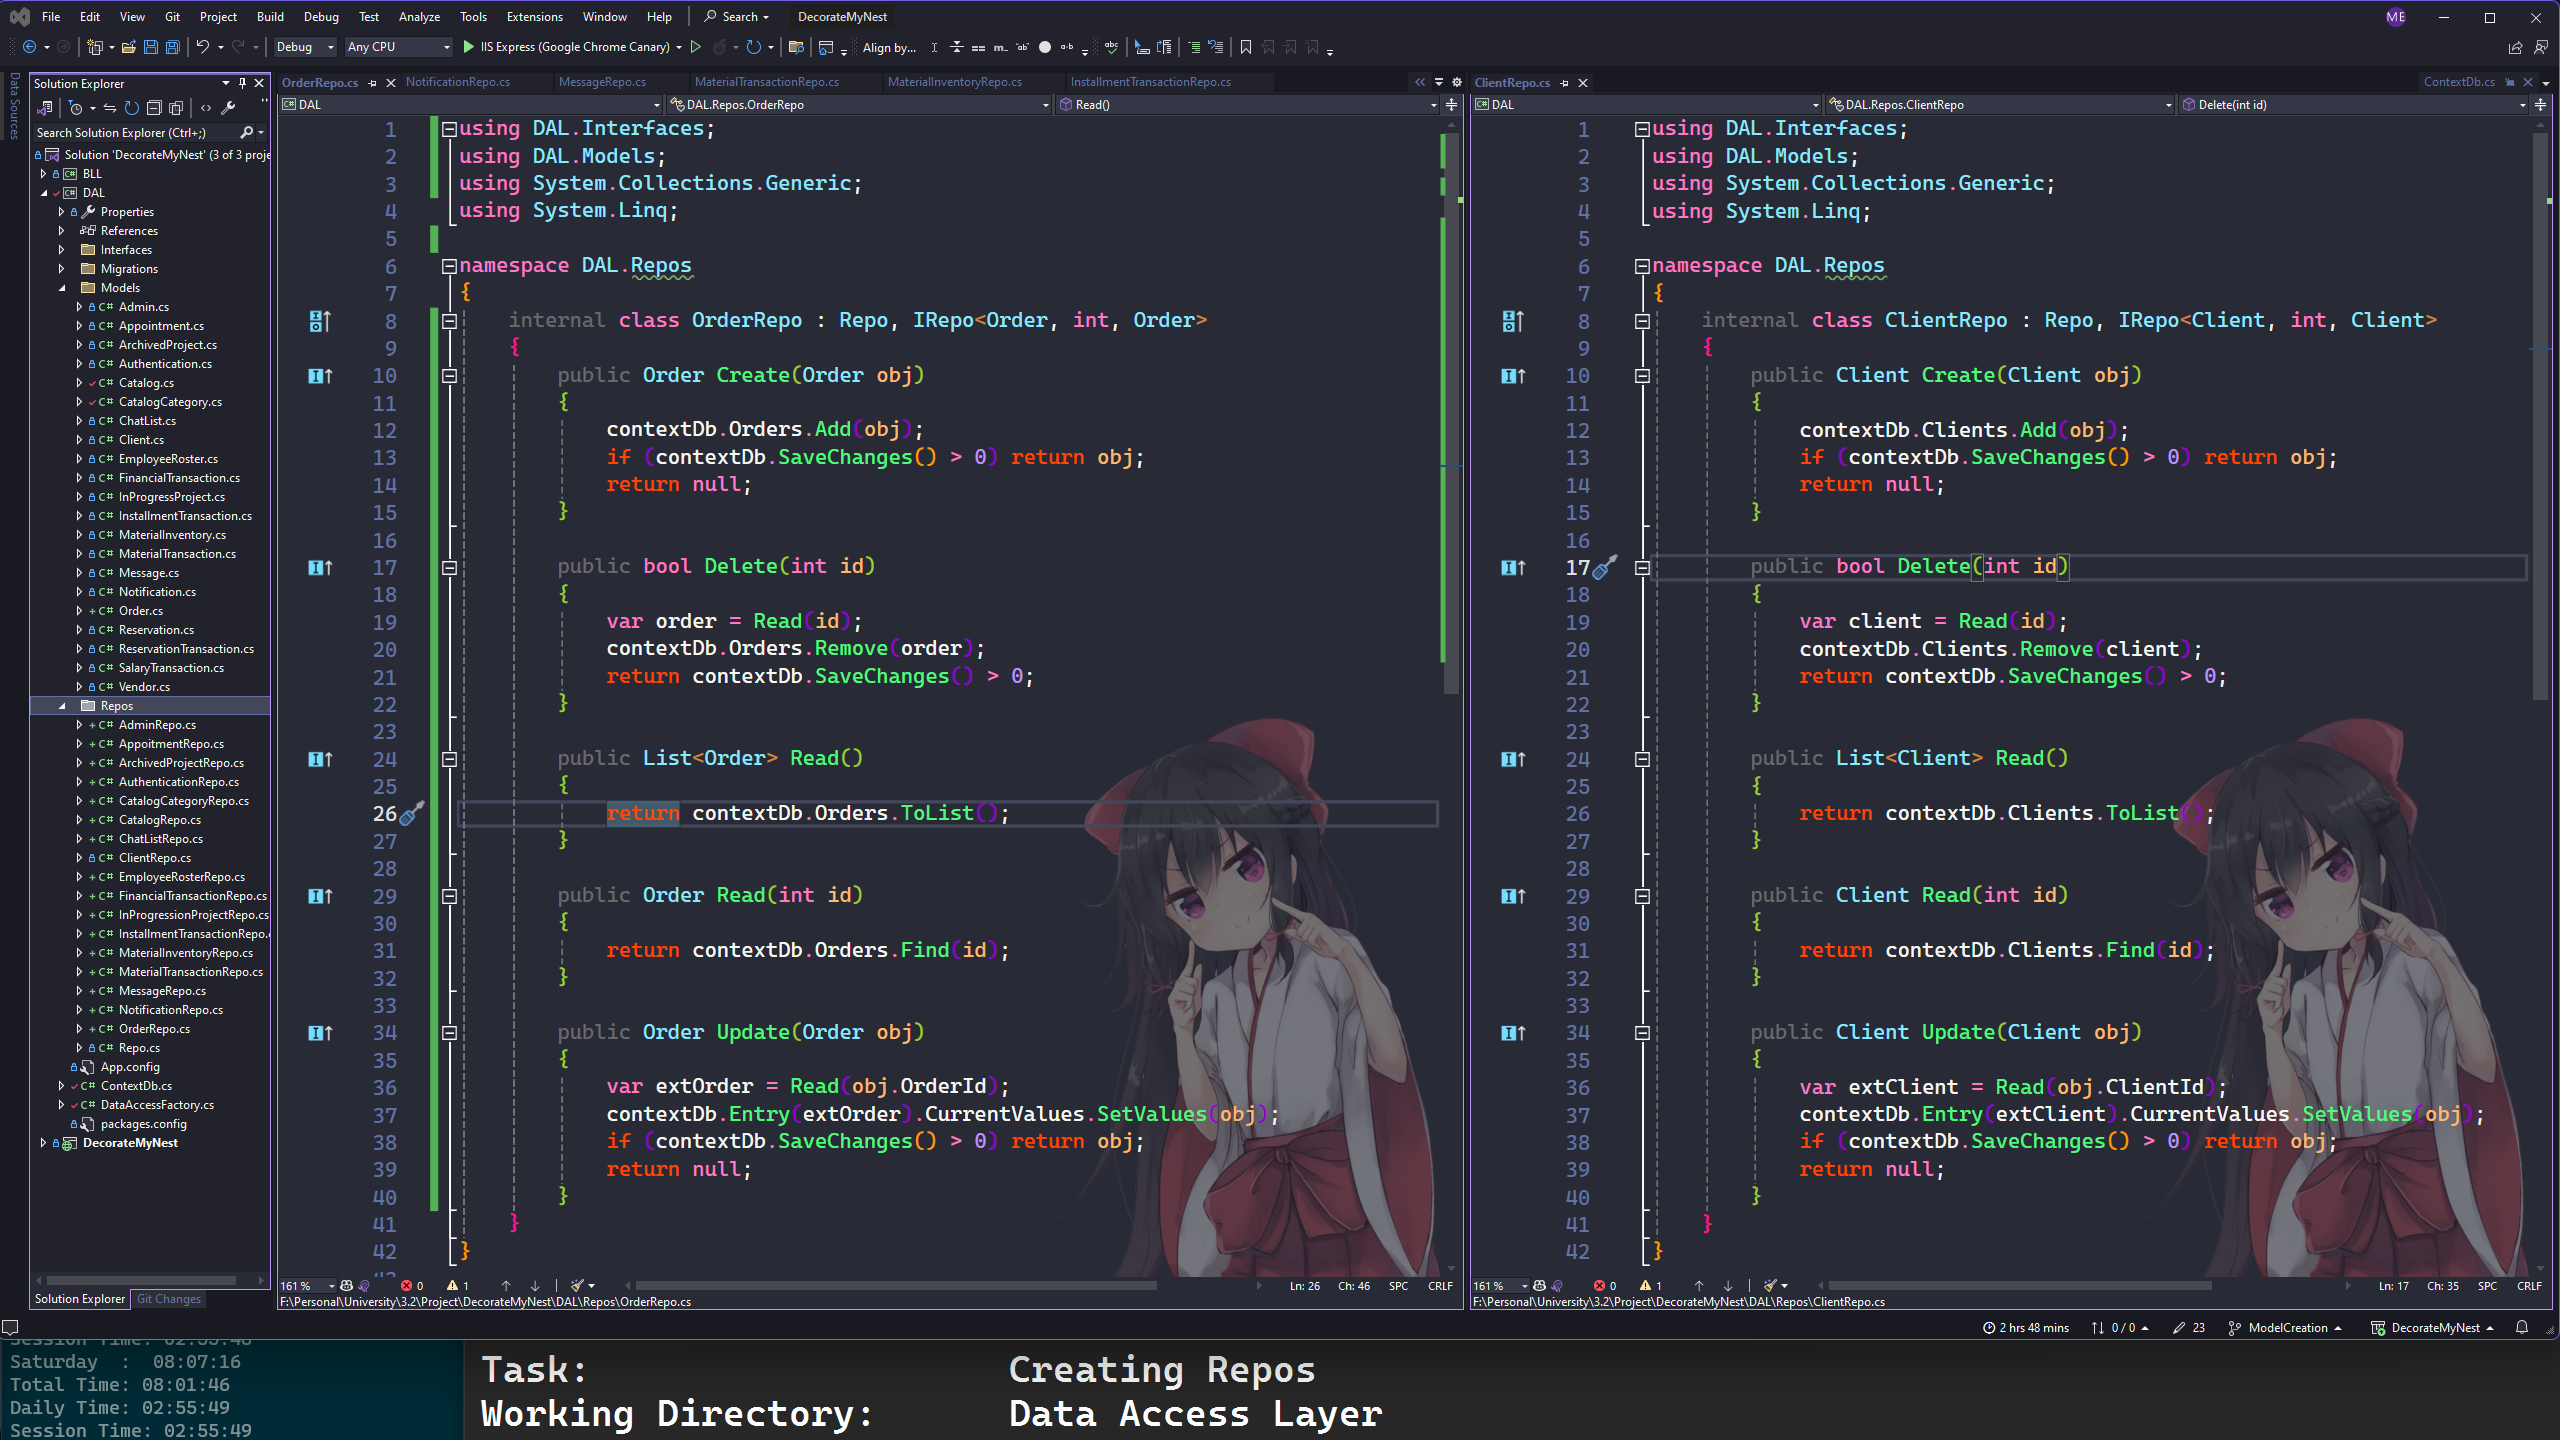 File Edit View Git Project Build Debug Test Analyze Tools Extensions Window Help Search DecorateMyNest ME
Debug Any CPU IIS Express (Google Chrome Canary) Align by...
Data Sources
Solution Explorer
Search Solution Explorer (Ctrl+;)
Solution 'DecorateMyNest' (3 of 3 proje
BLL
DAL
Properties
References
Interfaces
Migrations
Models
Admin.cs
Appointment.cs
ArchivedProject.cs
Authentication.cs
Catalog.cs
CatalogCategory.cs
ChatList.cs
Client.cs
EmployeeRoster.cs
FinancialTransaction.cs
InProgressProject.cs
InstallmentTransaction.cs
MaterialInventory.cs
MaterialTransaction.cs
Message.cs
Notification.cs
Order.cs
Reservation.cs
ReservationTransaction.cs
SalaryTransaction.cs
Vendor.cs
Repos
AdminRepo.cs
AppoitmentRepo.cs
ArchivedProjectRepo.cs
AuthenticationRepo.cs
CatalogCategoryRepo.cs
CatalogRepo.cs
ChatListRepo.cs
ClientRepo.cs
EmployeeRosterRepo.cs
FinancialTransactionRepo.cs
InProgressionProjectRepo.cs
InstallmentTransactionRepo.
MaterialInventoryRepo.cs
MaterialTransactionRepo.cs
MessageRepo.cs
NotificationRepo.cs
OrderRepo.cs
Repo.cs
App.config
ContextDb.cs
DataAccessFactory.cs
packages.config
DecorateMyNest
Solution Explorer Git Changes
OrderRepo.cs NotificationRepo.cs MessageRepo.cs MaterialTransactionRepo.cs MaterialInventoryRepo.cs InstallmentTransactionRepo.cs
DAL DAL.Repos.OrderRepo Read()
1 using DAL.Interfaces;
2 using DAL.Models;
3 using System.Collections.Generic;
4 using System.Linq;
5
6 namespace DAL.Repos
7 {
8 internal class OrderRepo : Repo, IRepo<Order, int, Order>
9 {
10 public Order Create(Order obj)
11 {
12 contextDb.Orders.Add(obj);
13 if (contextDb.SaveChanges() > 0) return obj;
14 return null;
15 }
16
17 public bool Delete(int id)
18 {
19 var order = Read(id);
20 contextDb.Orders.Remove(order);
21 return contextDb.SaveChanges() > 0;
22 }
23
24 public List<Order> Read()
25 {
26 return contextDb.Orders.ToList();
27 }
28
29 public Order Read(int id)
30 {
31 return contextDb.Orders.Find(id);
32 }
33
34 public Order Update(Order obj)
35 {
36 var extOrder = Read(obj.OrderId);
37 contextDb.Entry(extOrder).CurrentValues.SetValues(obj);
38 if (contextDb.SaveChanges() > 0) return obj;
39 return null;
40 }
41 }
42 }
161 % 0 1 Ln: 26 Ch: 46 SPC CRLF
F:\Personal\University\3.2\Project\DecorateMyNest\DAL\Repos\OrderRepo.cs
ClientRepo.cs ContextDb.cs
DAL DAL.Repos.ClientRepo Delete(int id)
1 using DAL.Interfaces;
2 using DAL.Models;
3 using System.Collections.Generic;
4 using System.Linq;
5
6 namespace DAL.Repos
7 {
8 internal class ClientRepo : Repo, IRepo<Client, int, Client>
9 {
10 public Client Create(Client obj)
11 {
12 contextDb.Clients.Add(obj);
13 if (contextDb.SaveChanges() > 0) return obj;
14 return null;
15 }
16
17 public bool Delete(int id)
18 {
19 var client = Read(id);
20 contextDb.Clients.Remove(client);
21 return contextDb.SaveChanges() > 0;
22 }
23
24 public List<Client> Read()
25 {
26 return contextDb.Clients.ToList();
27 }
28
29 public Client Read(int id)
30 {
31 return contextDb.Clients.Find(id);
32 }
33
34 public Client Update(Client obj)
35 {
36 var extClient = Read(obj.ClientId);
37 contextDb.Entry(extClient).CurrentValues.SetValues(obj);
38 if (contextDb.SaveChanges() > 0) return obj;
39 return null;
40 }
41 }
42 }
161 % 0 1 Ln: 17 Ch: 35 SPC CRLF
F:\Personal\University\3.2\Project\DecorateMyNest\DAL\Repos\ClientRepo.cs
2 hrs 48 mins 0 / 0 23 ModelCreation DecorateMyNest
Saturday : 08:07:16
Total Time: 08:01:46
Daily Time: 02:55:49
Session Time: 02:55:49
Task: Creating Repos
Working Directory: Data Access Layer